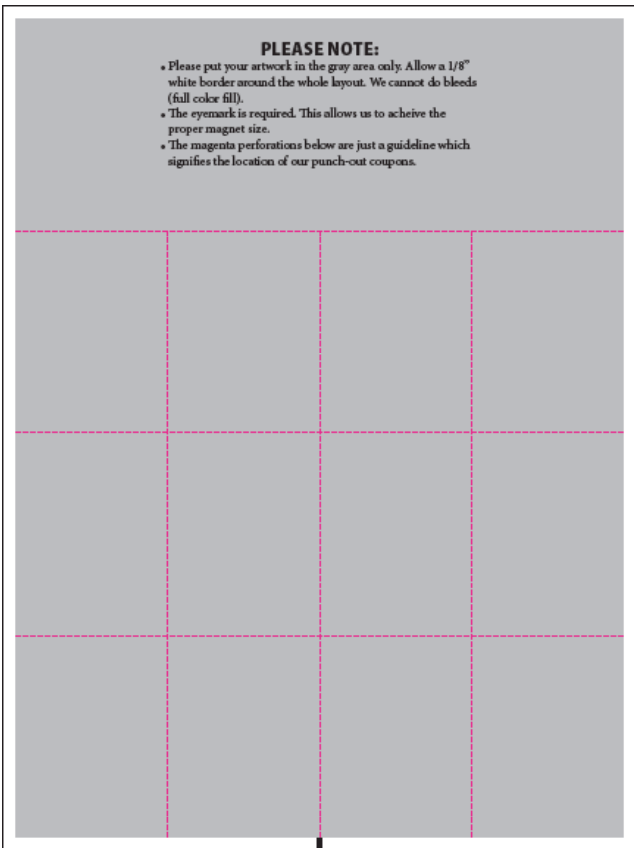 PLEASE NOTE:
• Please put your artwork in the gray area only. Allow a 1/8”
white border around the whole layout. We cannot do bleeds
(full color fill).
• The eyemark is required. This allows us to acheive the
proper magnet size.
• The magenta perforations below are just a guideline which
signifies the location of our punch-out coupons.